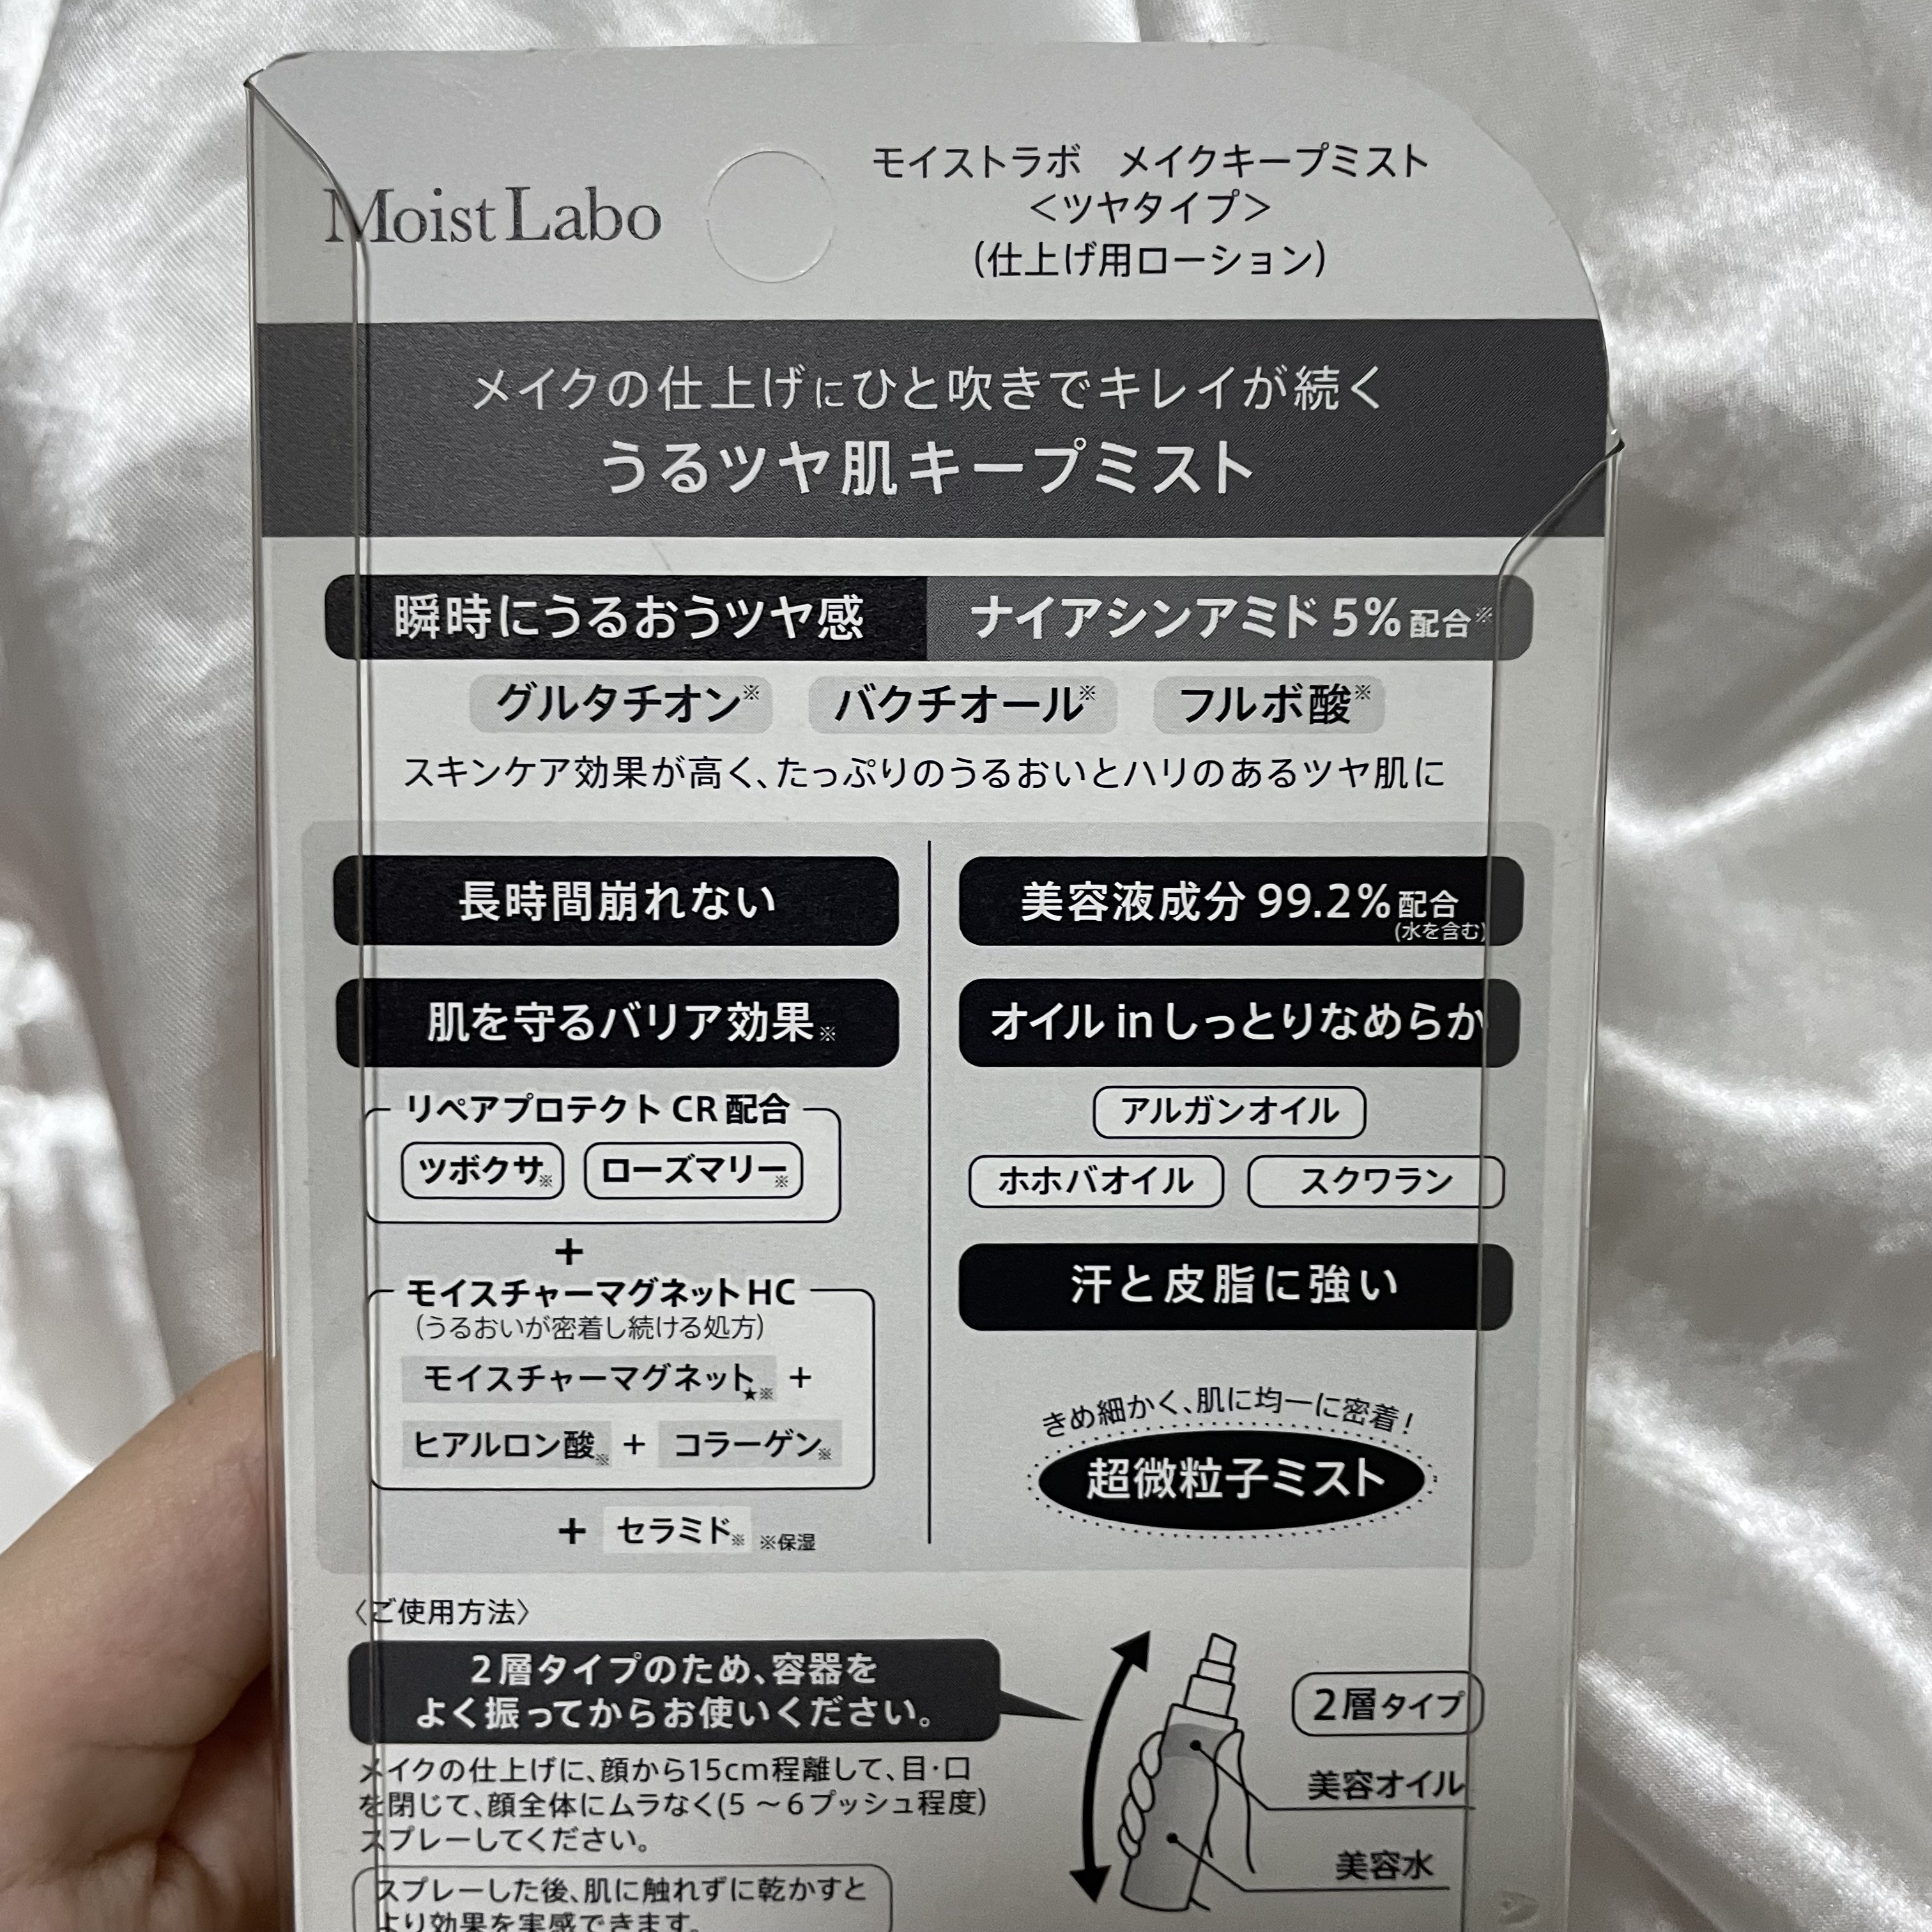 Moist Labo
モイストラボ　メイクキープミスト
＜ツヤタイプ＞
(仕上げ用ローション)
メイクの仕上げにひと吹きでキレイが続く
うるツヤ肌キープミスト
瞬時にうるおうツヤ感
ナイアシンアミド 5% 配合※
グルタチオン※
バクチオール※
フルボ酸※
スキンケア効果が高く、たっぷりのうるおいとハリのあるツヤ肌に
長時間崩れない
肌を守るバリア効果※
リペアプロテクト CR 配合
ツボクサ※
ローズマリー※
+
モイスチャーマグネット HC
(うるおいが密着し続ける処方)
モイスチャーマグネット★※ +
ヒアルロン酸※ + コラーゲン※
+ セラミド※ ※保湿
美容液成分 99.2% 配合
(水を含む)
オイル in しっとりなめらか
アルガンオイル
ホホバオイル
スクワラン
汗と皮脂に強い
きめ細かく、肌に均一に密着!
超微粒子ミスト
〈ご使用方法〉
2層タイプのため、容器を
よく振ってからお使いください。
メイクの仕上げに、顔から15cm程離して、目・口
を閉じて、顔全体にムラなく(5 ～ 6プッシュ程度)
スプレーしてください。
スプレーした後、肌に触れずに乾かすと
より効果を実感できます。
2層タイプ
美容オイル
美容水